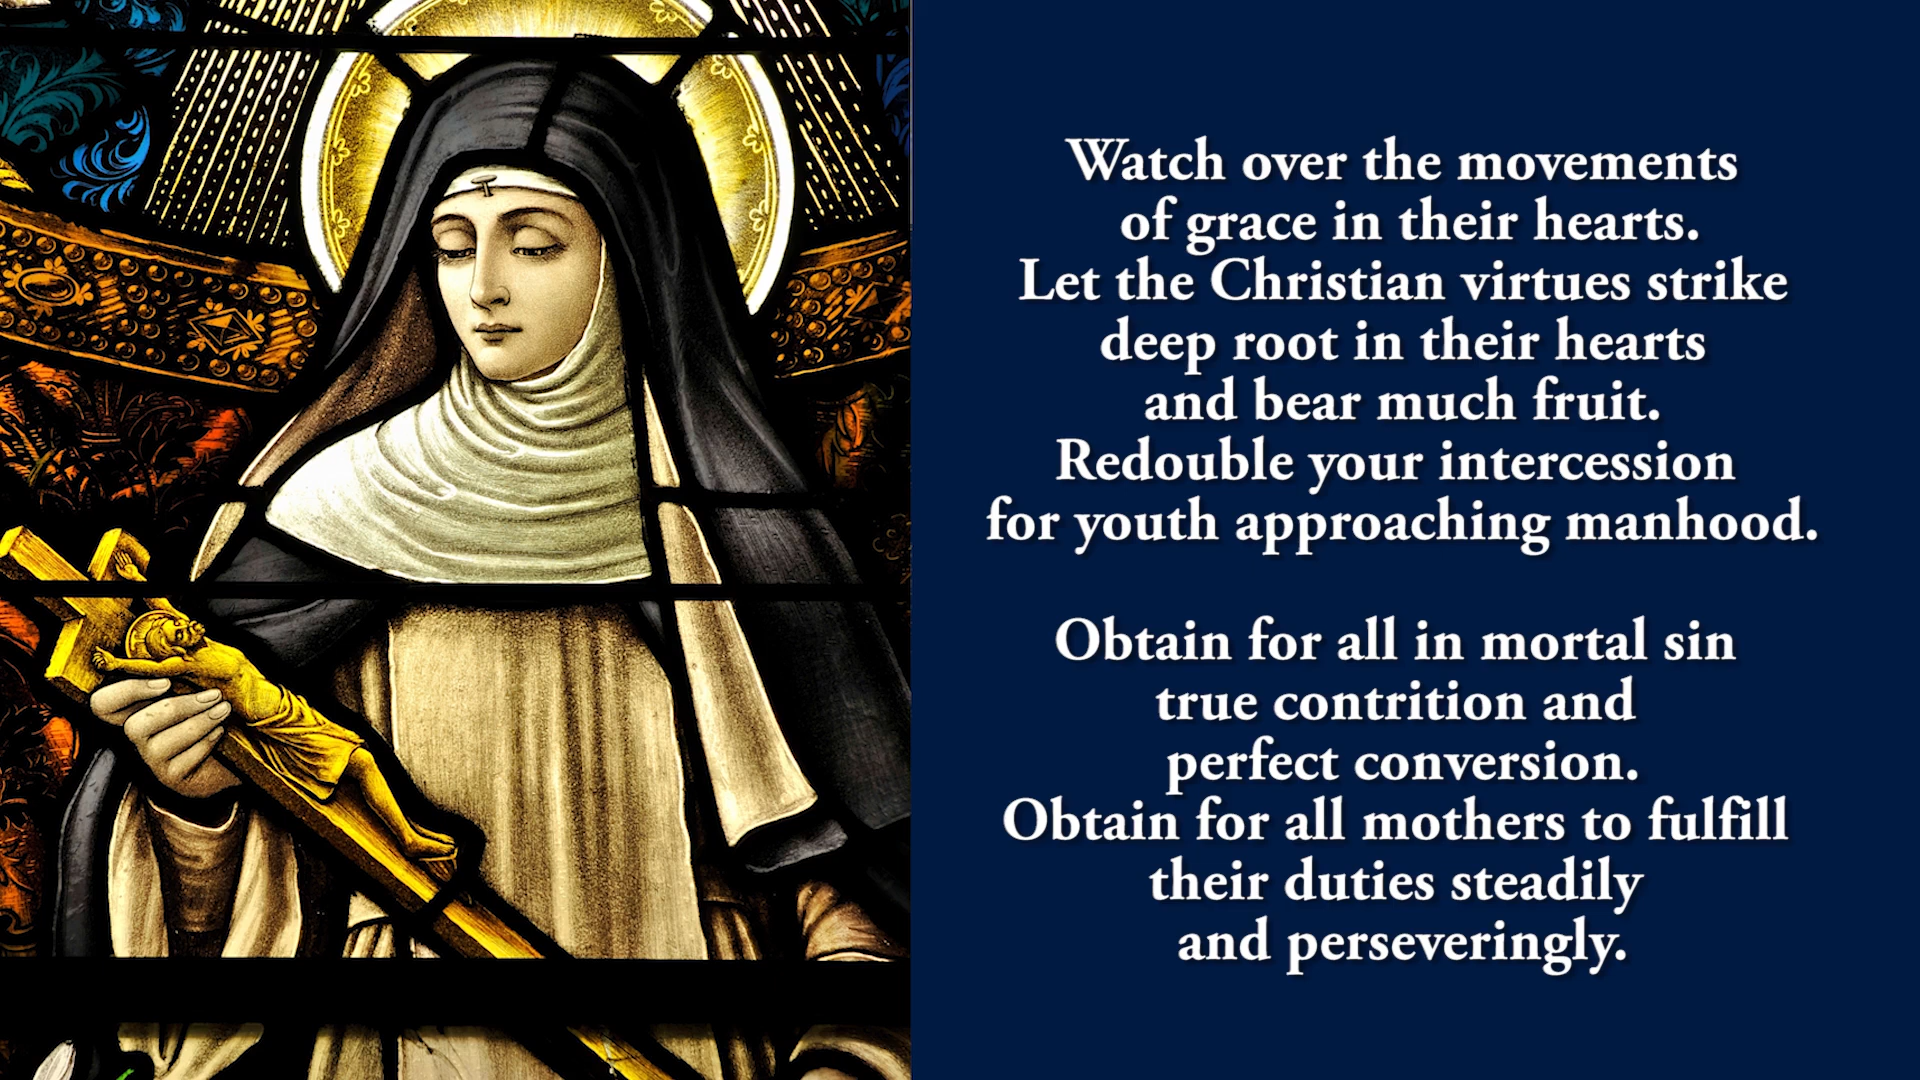 Watch over the movements
of grace in their hearts.
Let the Christian virtues strike
deep root in their hearts
and bear much fruit.
Redouble your intercession
for youth approaching manhood.
Obtain for all in mortal sin
true contrition and
perfect conversion.
Obtain for all mothers to fulfill
their duties steadily
and perseveringly.